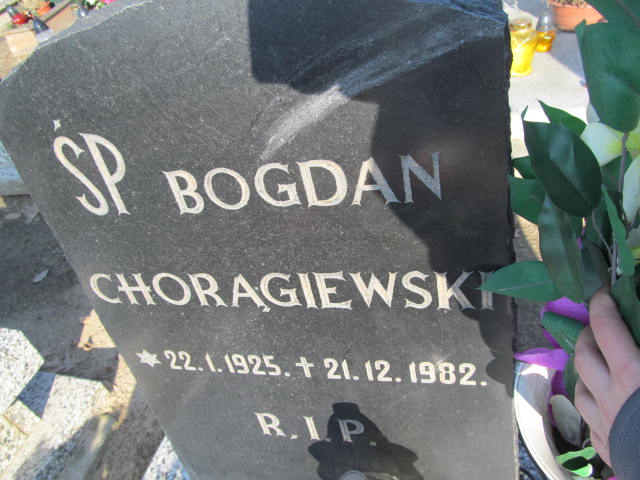 ŚP BOGDAN
CHORĄGIEWSKI
* 22.1.1925. † 21.12.1982.
R.I.P.